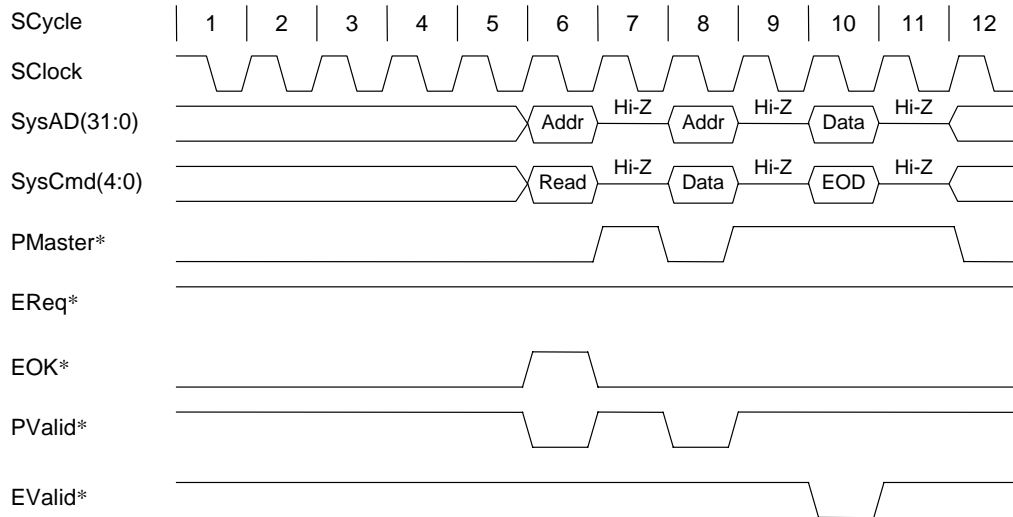 SCycle 1 2 3 4 5 6 7 8 9 10 11 12
SClock
SysAD(31:0) Addr Hi-Z Addr Hi-Z Data Hi-Z
SysCmd(4:0) Read Hi-Z Data Hi-Z EOD Hi-Z
PMaster*
EReq*
EOK*
PValid*
EValid*